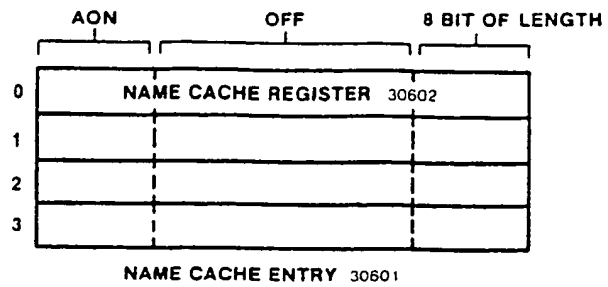 AON OFF 8 BIT OF LENGTH
0 NAME CACHE REGISTER 30602
1
2
3
NAME CACHE ENTRY 30601